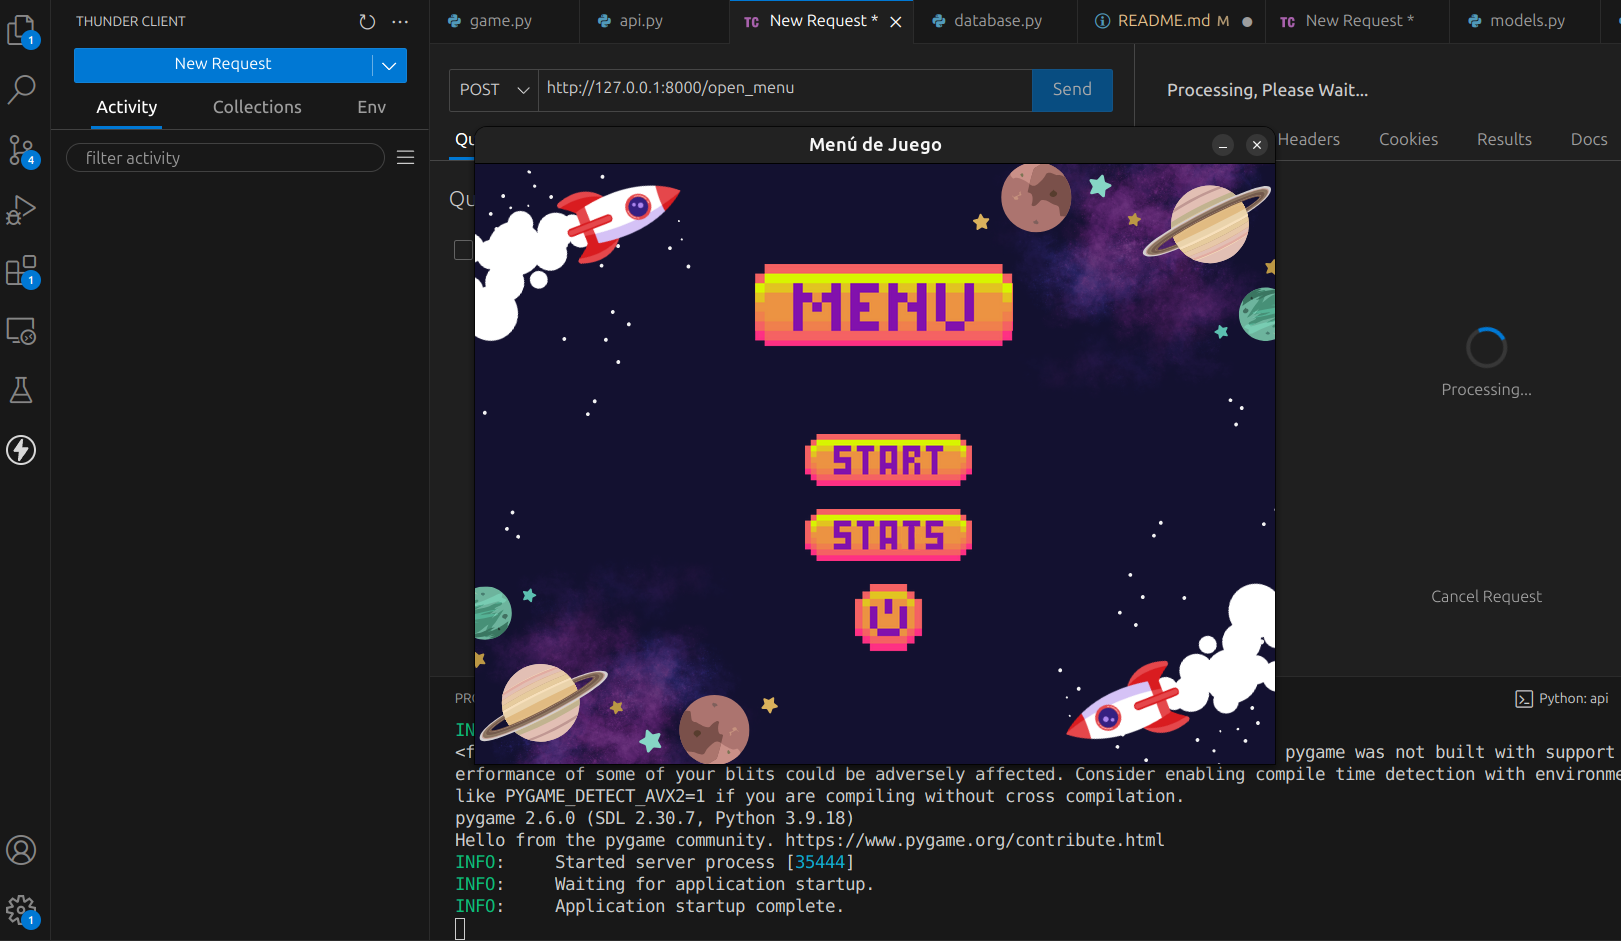 THUNDER CLIENT
New Request
Activity
Collections
Env
filter activity
1
4
1
1
game.py
api.py
TC New Request *
database.py
README.md M
TC New Request *
models.py
POST
http://127.0.0.1:8000/open_menu
Send
Processing, Please Wait...
Headers
Cookies
Results
Docs
Menú de Juego
MENU
START
STATS
Processing...
Cancel Request
Python: api
pygame was not built with support
erformance of some of your blits could be adversely affected. Consider enabling compile time detection with environme
like PYGAME_DETECT_AVX2=1 if you are compiling without cross compilation.
pygame 2.6.0 (SDL 2.30.7, Python 3.9.18)
Hello from the pygame community. https://www.pygame.org/contribute.html
INFO: Started server process [35444]
INFO: Waiting for application startup.
INFO: Application startup complete.